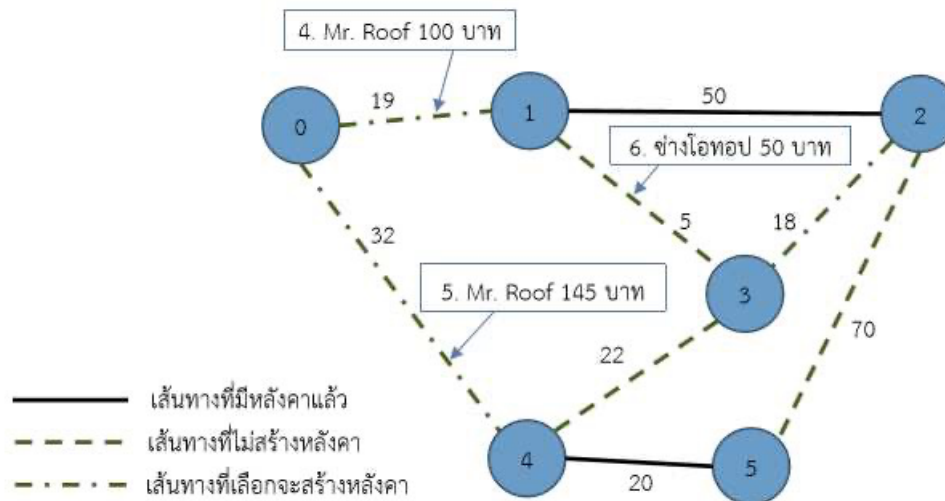 4. Mr. Roof 100 บาท
19
50
0
1
2
6. ช่างโอทอป 50 บาท
5
18
32
3
5. Mr. Roof 145 บาท
70
22
เส้นทางที่มีหลังคาแล้ว
เส้นทางที่ไม่สร้างหลังคา
4
5
20
เส้นทางที่เลือกจะสร้างหลังคา